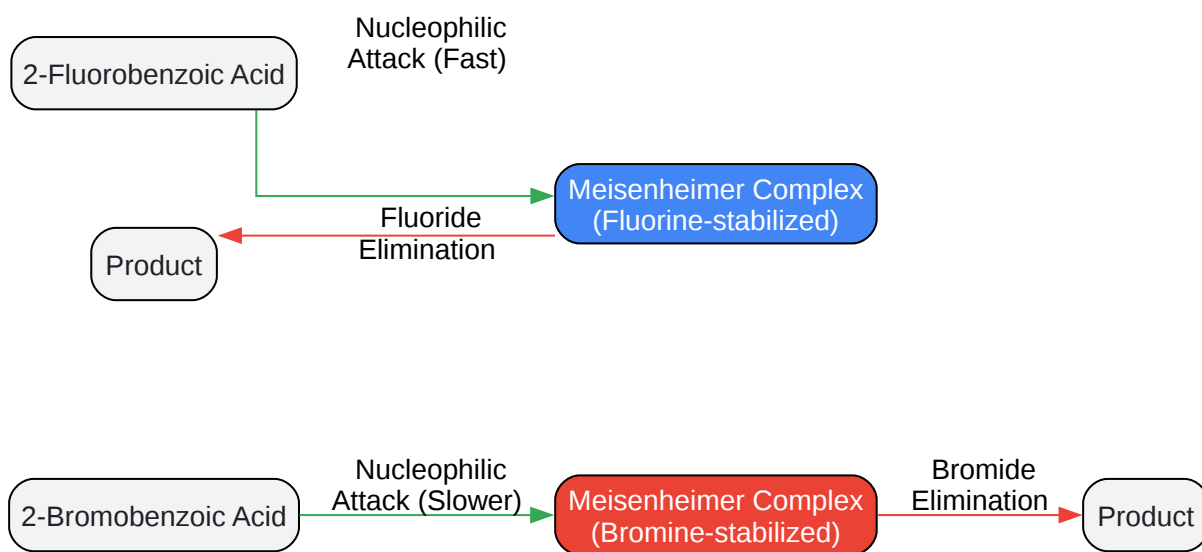 Nucleophilic
Attack (Fast)
2-Fluorobenzoic Acid
Meisenheimer Complex
(Fluorine-stabilized)
Fluoride
Elimination
Product
Nucleophilic
Attack (Slower)
2-Bromobenzoic Acid
Meisenheimer Complex
(Bromine-stabilized)
Bromide
Elimination
Product